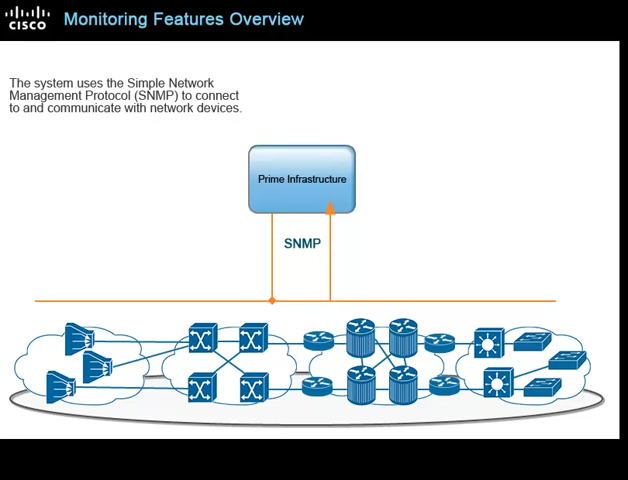 CISCO
Monitoring Features Overview
The system uses the Simple Network
Management Protocol (SNMP) to connect
to and communicate with network devices.
Prime Infrastructure
SNMP